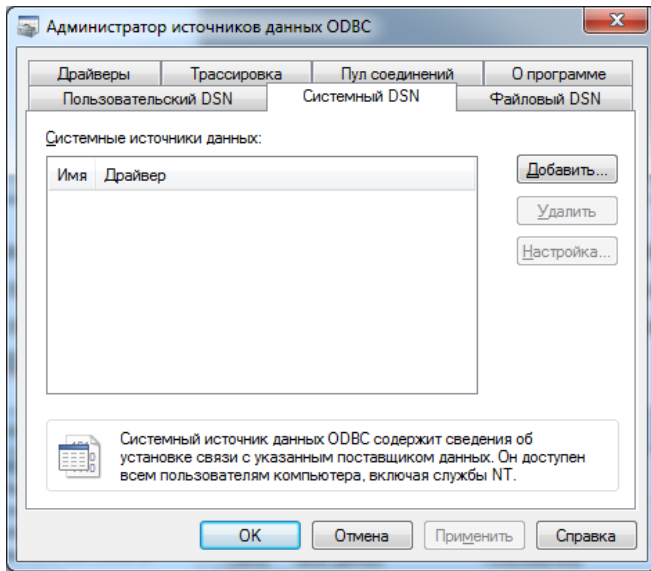 Администратор источников данных ODBC
Драйверы Трассировка Пул соединений О программе
Пользовательский DSN Системный DSN Файловый DSN
Системные источники данных:
Имя Драйвер
Добавить...
Удалить
Настройка...
Системный источник данных ODBC содержит сведения об
установке связи с указанным поставщиком данных. Он доступен
всем пользователям компьютера, включая службы NT.
OK Отмена Применить Справка